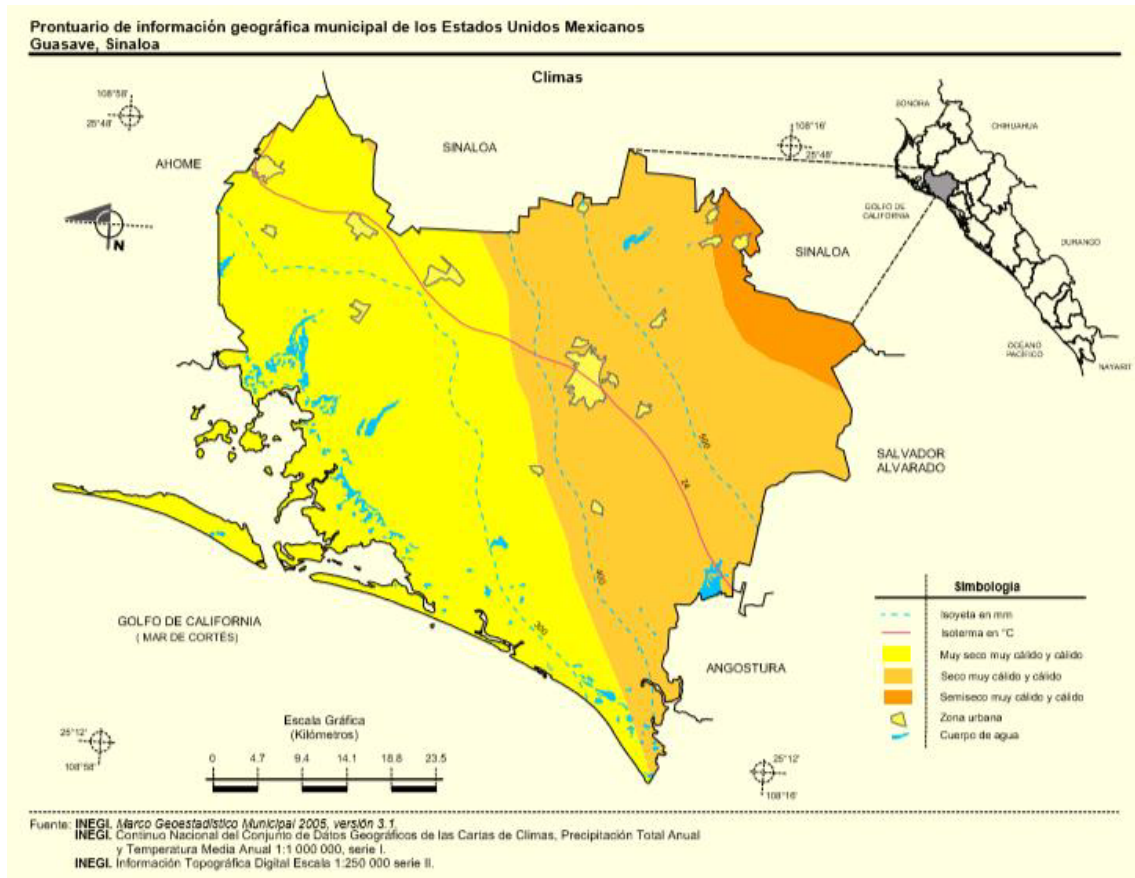 Prontuario de información geográfica municipal de los Estados Unidos Mexicanos
Guasave, Sinaloa
Climas
108°58'
25°48'
AHOME
SINALOA
108°16'
25°48'
SONORA
CHIHUAHUA
GOLFO DE
CALIFORNIA
DURANGO
OCEANO
PACÍFICO
NAYARIT
N
SINALOA
500
24
400
300
SALVADOR
ALVARADO
GOLFO DE CALIFORNIA
( MAR DE CORTÉS)
ANGOSTURA
Simbología
Isoyeta en mm
Isoterma en °C
Muy seco muy cálido y cálido
Seco muy cálido y cálido
Semiseco muy cálido y cálido
Zona urbana
Cuerpo de agua
25°12'
108°58'
Escala Gráfica
(Kilómetros)
0 4.7 9.4 14.1 18.8 23.5
25°12'
108°16'
Fuente: INEGI. Marco Geoestadístico Municipal 2005, versión 3.1.
INEGI. Continuo Nacional del Conjunto de Datos Geográficos de las Cartas de Climas, Precipitación Total Anual
y Temperatura Media Anual 1:1 000 000, serie I.
INEGI. Información Topográfica Digital Escala 1:250 000 serie II.